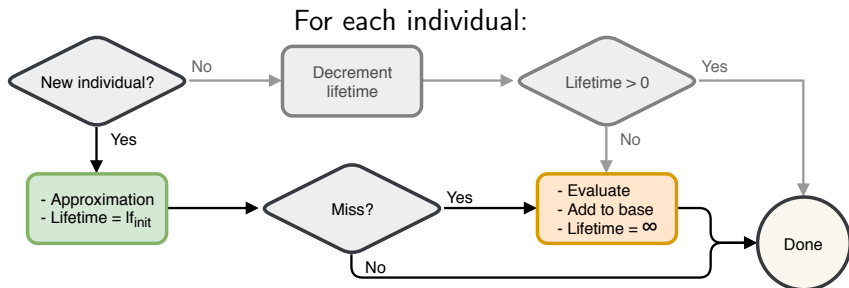 For each individual:
New individual?
No
Decrement
lifetime
Lifetime > 0
Yes
Yes
No
- Approximation
- Lifetime = lfinit
Miss?
Yes
- Evaluate
- Add to base
- Lifetime = ∞
Done
No